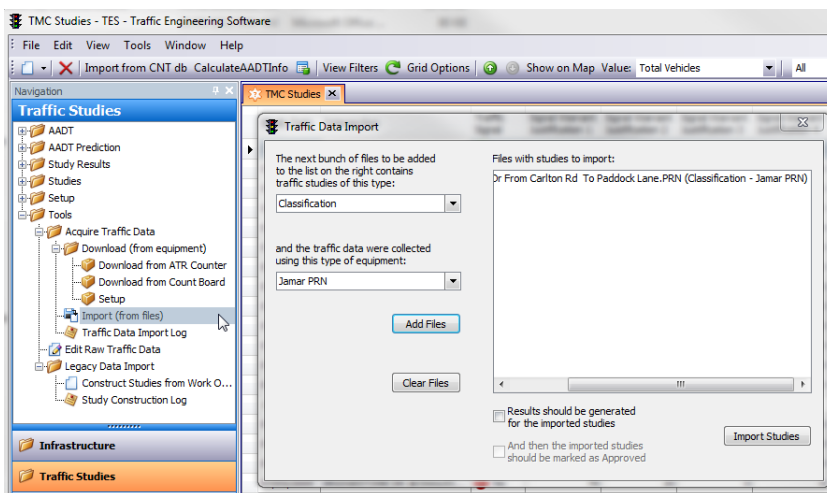 TMC Studies - TES - Traffic Engineering Software
File Edit View Tools Window Help
Import from CNT db CalculateAADTInfo View Filters Grid Options Show on Map Value: Total Vehicles All
Navigation
TMC Studies
Traffic Studies
AADT
AADT Prediction
Study Results
Studies
Setup
Tools
Acquire Traffic Data
Download (from equipment)
Download from ATR Counter
Download from Count Board
Setup
Import (from files)
Traffic Data Import Log
Edit Raw Traffic Data
Legacy Data Import
Construct Studies from Work O...
Study Construction Log
Infrastructure
Traffic Studies
Traffic Data Import
The next bunch of files to be added
to the list on the right contains
traffic studies of this type:
Classification
and the traffic data were collected
using this type of equipment:
Jamar PRN
Add Files
Clear Files
Files with studies to import:
Dr From Carlton Rd To Paddock Lane.PRN (Classification - Jamar PRN)
Results should be generated
for the imported studies
And then the imported studies
should be marked as Approved
Import Studies